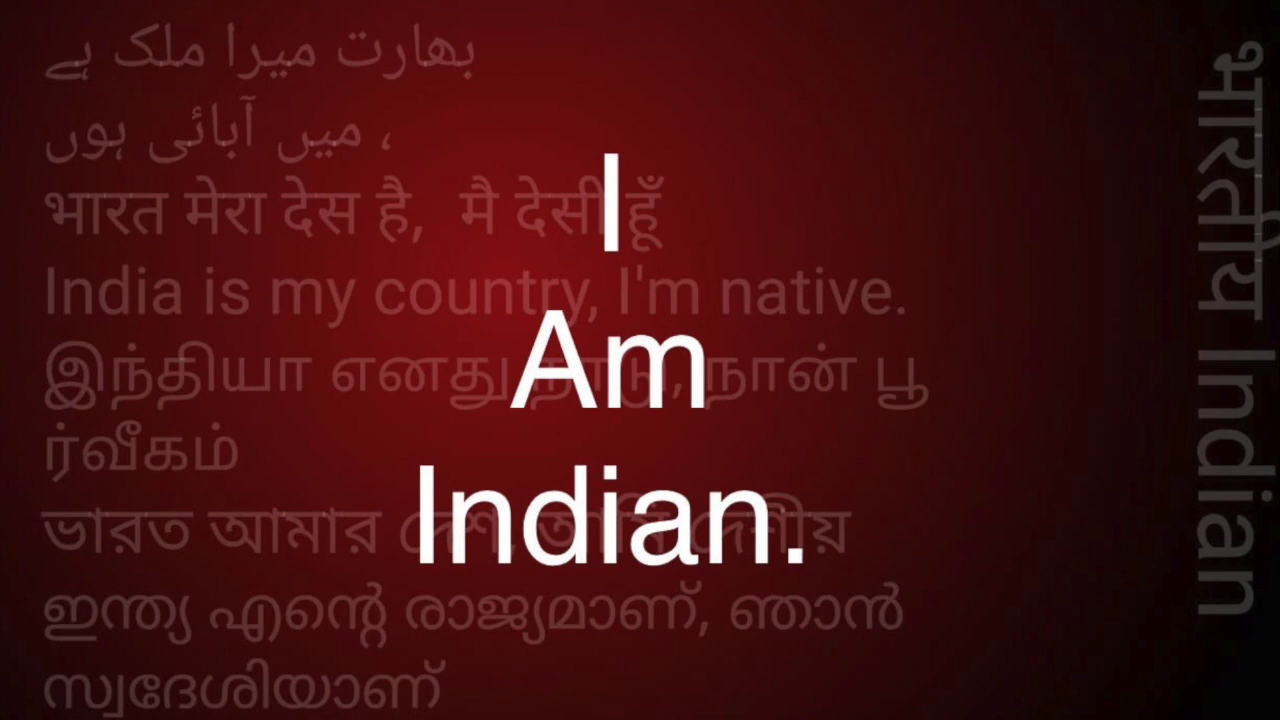 بھارت میرا ملک ہے
، میں آبائی ہوں
भारत मेरा देस है, मै देसी हूँ
India is my country, I'm native.
இந்தியா எனது நாடு, நான் பூ
ர்வீகம்
ভারত আমার দেশ, আমি দেশীয়
ഇന്ത്യ എന്റെ രാജ്യമാണ്, ഞാൻ
സ്വദേശിയാണ്
I
Am
Indian.
भारतीय Indian